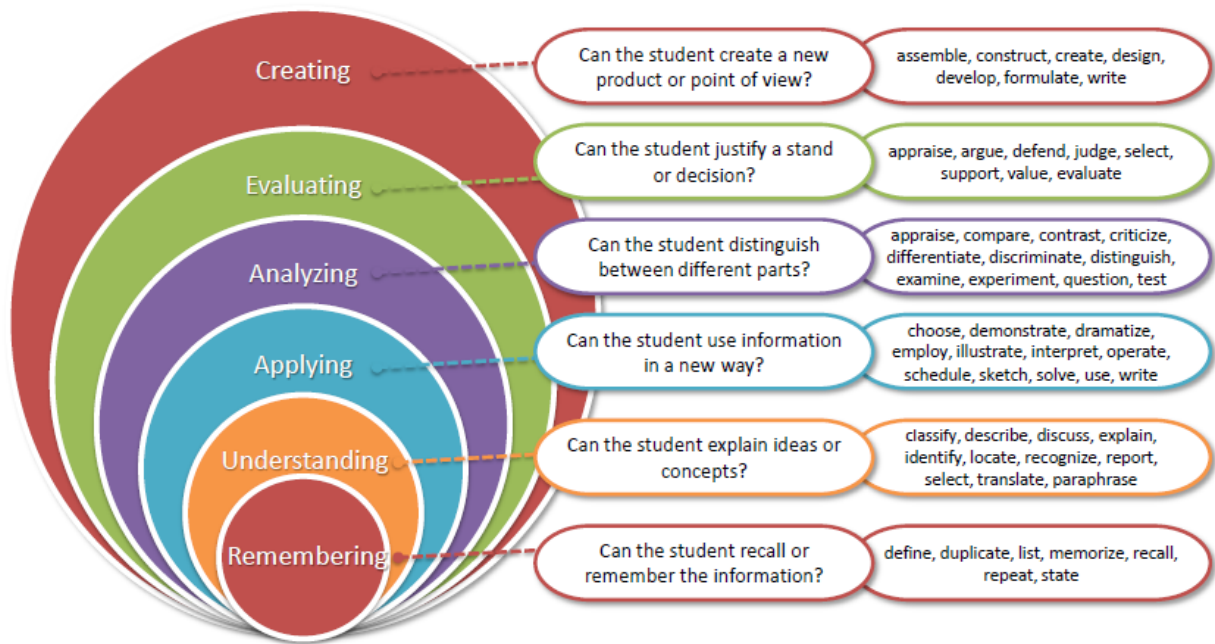 Creating
Can the student create a new
product or point of view?
assemble, construct, create, design,
develop, formulate, write
Evaluating
Can the student justify a stand
or decision?
appraise, argue, defend, judge, select,
support, value, evaluate
Analyzing
Can the student distinguish
between different parts?
appraise, compare, contrast, criticize,
differentiate, discriminate, distinguish,
examine, experiment, question, test
Applying
Can the student use information
in a new way?
choose, demonstrate, dramatize,
employ, illustrate, interpret, operate,
schedule, sketch, solve, use, write
Understanding
Can the student explain ideas or
concepts?
classify, describe, discuss, explain,
identify, locate, recognize, report,
select, translate, paraphrase
Remembering
Can the student recall or
remember the information?
define, duplicate, list, memorize, recall,
repeat, state